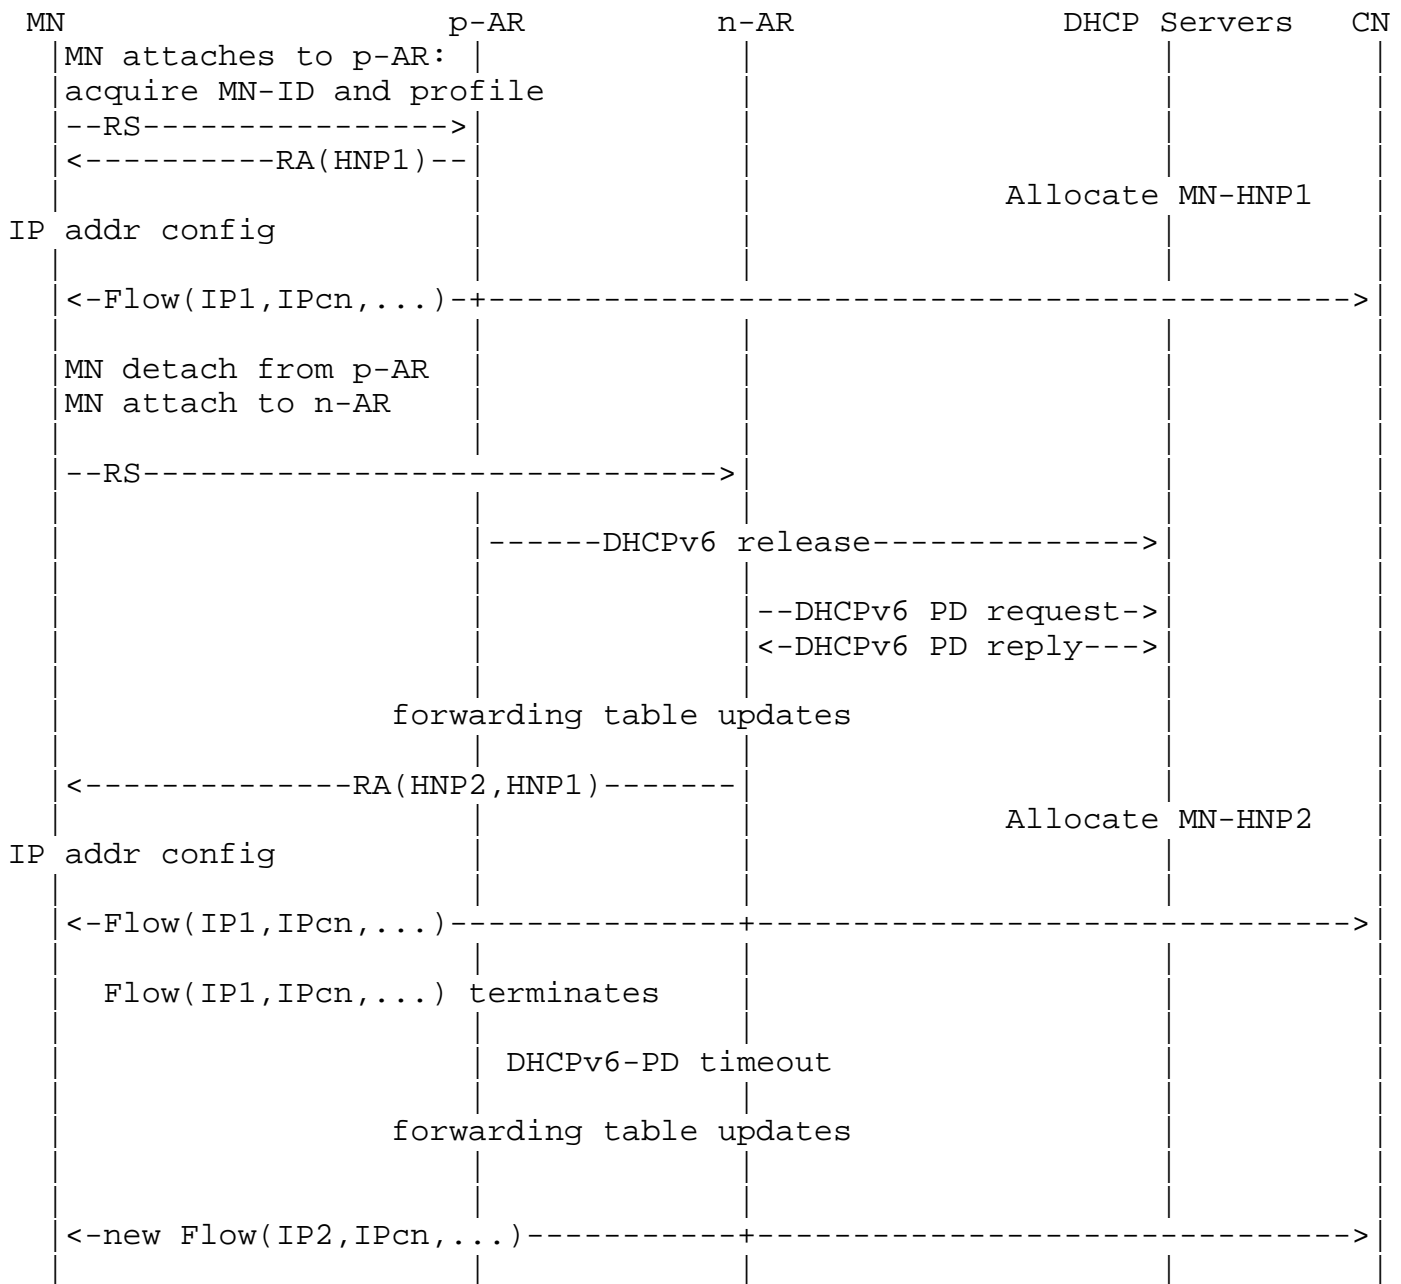 MN p-AR n-AR DHCP Servers CN
|MN attaches to p-AR: | | | |
|acquire MN-ID and profile | | |
|--RS---------------->| | | |
|<----------RA(HNP1)--| | | |
| | | Allocate MN-HNP1 |
IP addr config | | | |
| | | | |
|<-Flow(IP1,IPcn,...)-+--------------------------------------------->|
| | | | |
|MN detach from p-AR | | | |
|MN attach to n-AR | | | |
| | | | |
|--RS------------------------------>| | |
| | | | |
| |------DHCPv6 release--------------->|
| | | | |
| | |--DHCPv6 PD request->| |
| | |<-DHCPv6 PD reply--->| |
| | | | |
| forwarding table updates | |
| | | | |
|<--------------RA(HNP2,HNP1)-------| | |
| | | Allocate MN-HNP2 |
IP addr config | | | |
| | | | |
|<-Flow(IP1,IPcn,...)---------------+-------------------------------->|
| | | | |
| Flow(IP1,IPcn,...) terminates | | |
| | | | |
| | DHCPv6-PD timeout | |
| | | | |
| forwarding table updates | |
| | | | |
| | | | |
|<-new Flow(IP2,IPcn,...)-----------+-------------------------------->|
| | | | |